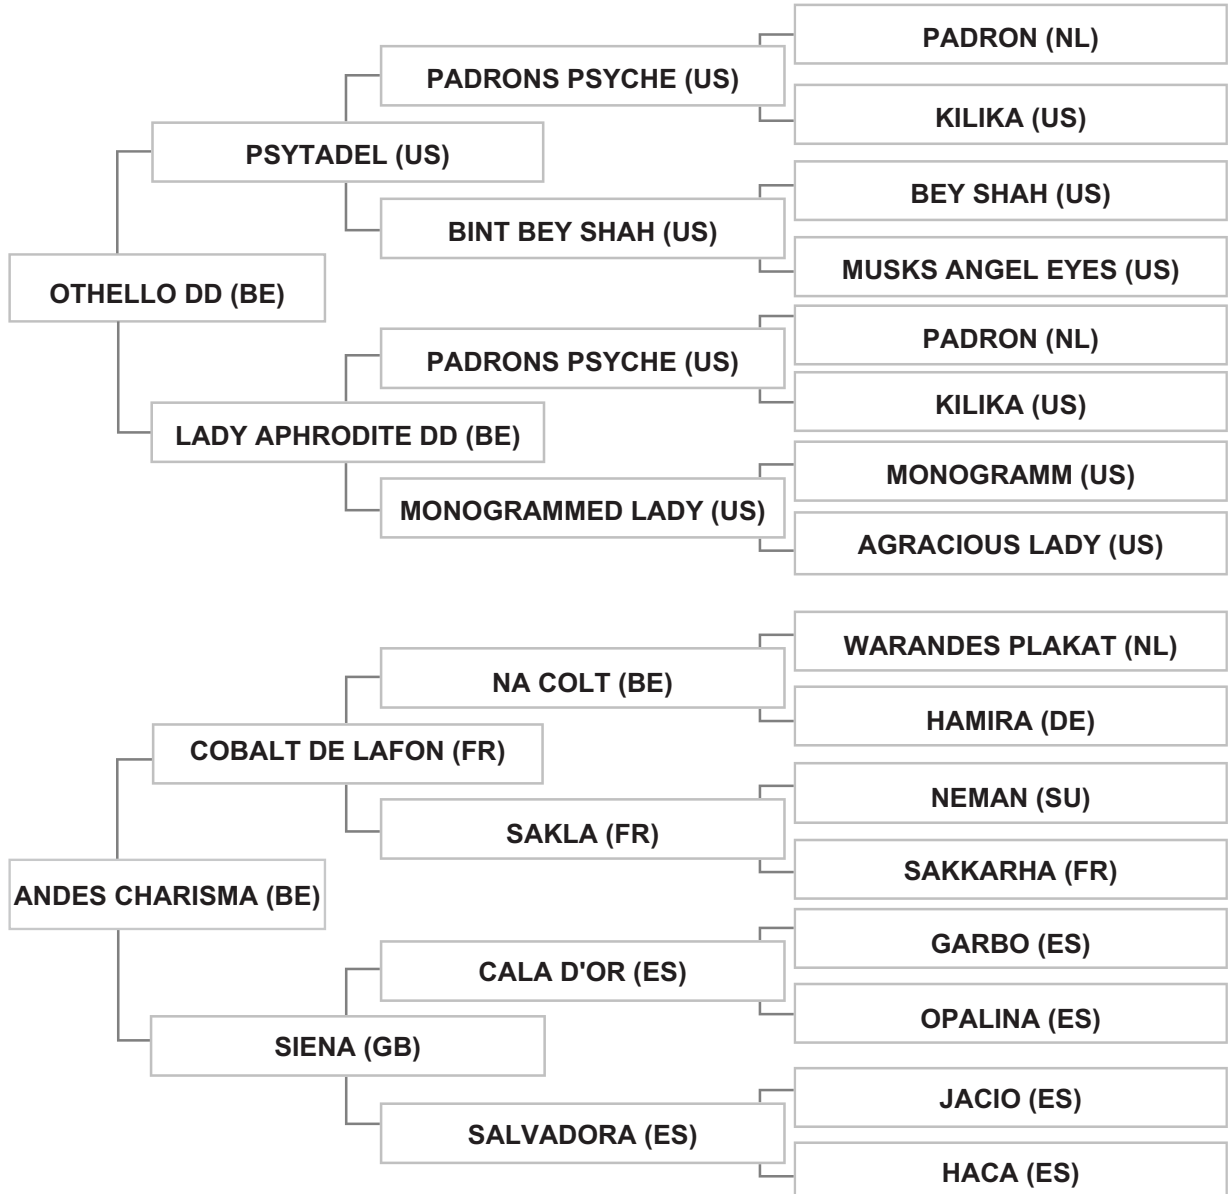 PADRON (NL)
PADRONS PSYCHE (US)
KILIKA (US)
PSYTADEL (US)
BEY SHAH (US)
BINT BEY SHAH (US)
MUSKS ANGEL EYES (US)
OTHELLO DD (BE)
PADRON (NL)
PADRONS PSYCHE (US)
KILIKA (US)
LADY APHRODITE DD (BE)
MONOGRAMM (US)
MONOGRAMMED LADY (US)
AGRACIOUS LADY (US)
WARANDES PLAKAT (NL)
NA COLT (BE)
HAMIRA (DE)
COBALT DE LAFON (FR)
NEMAN (SU)
SAKLA (FR)
SAKKARHA (FR)
ANDES CHARISMA (BE)
GARBO (ES)
CALA D'OR (ES)
OPALINA (ES)
SIENA (GB)
JACIO (ES)
SALVADORA (ES)
HACA (ES)